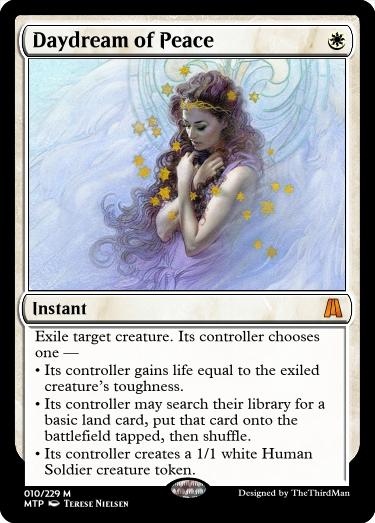 Daydream of Peace
Instant
Exile target creature. Its controller chooses
one —
• Its controller gains life equal to the exiled
creature's toughness.
• Its controller may search their library for a
basic land card, put that card onto the
battlefield tapped, then shuffle.
• Its controller creates a 1/1 white Human
Soldier creature token.
010/229 M
MTP Terese Nielsen
Designed by TheThirdMan